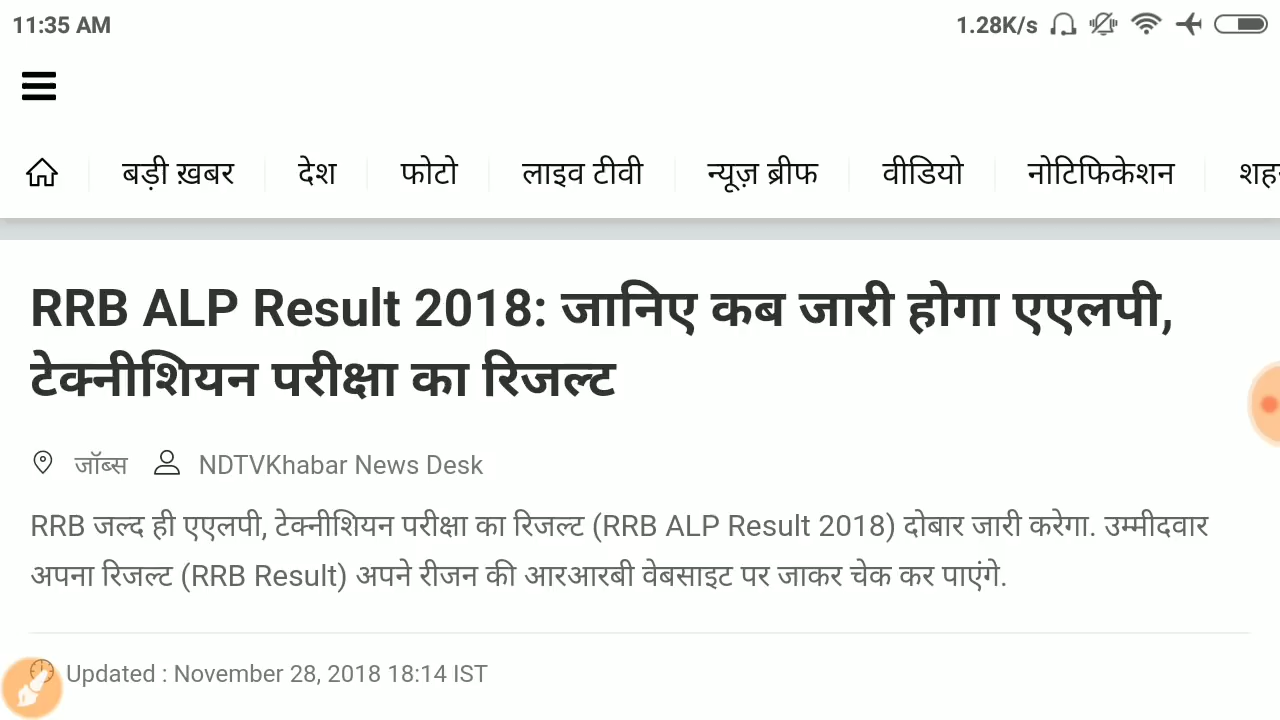 11:35 AM 1.28K/s
बड़ी ख़बर देश फोटो लाइव टीवी न्यूज़ ब्रीफ वीडियो नोटिफिकेशन शह
RRB ALP Result 2018: जानिए कब जारी होगा एएलपी,
टेक्नीशियन परीक्षा का रिजल्ट
जॉब्स NDTVKhabar News Desk
RRB जल्द ही एएलपी, टेक्नीशियन परीक्षा का रिजल्ट (RRB ALP Result 2018) दोबार जारी करेगा. उम्मीदवार
अपना रिजल्ट (RRB Result) अपने रीजन की आरआरबी वेबसाइट पर जाकर चेक कर पाएंगे.
Updated : November 28, 2018 18:14 IST